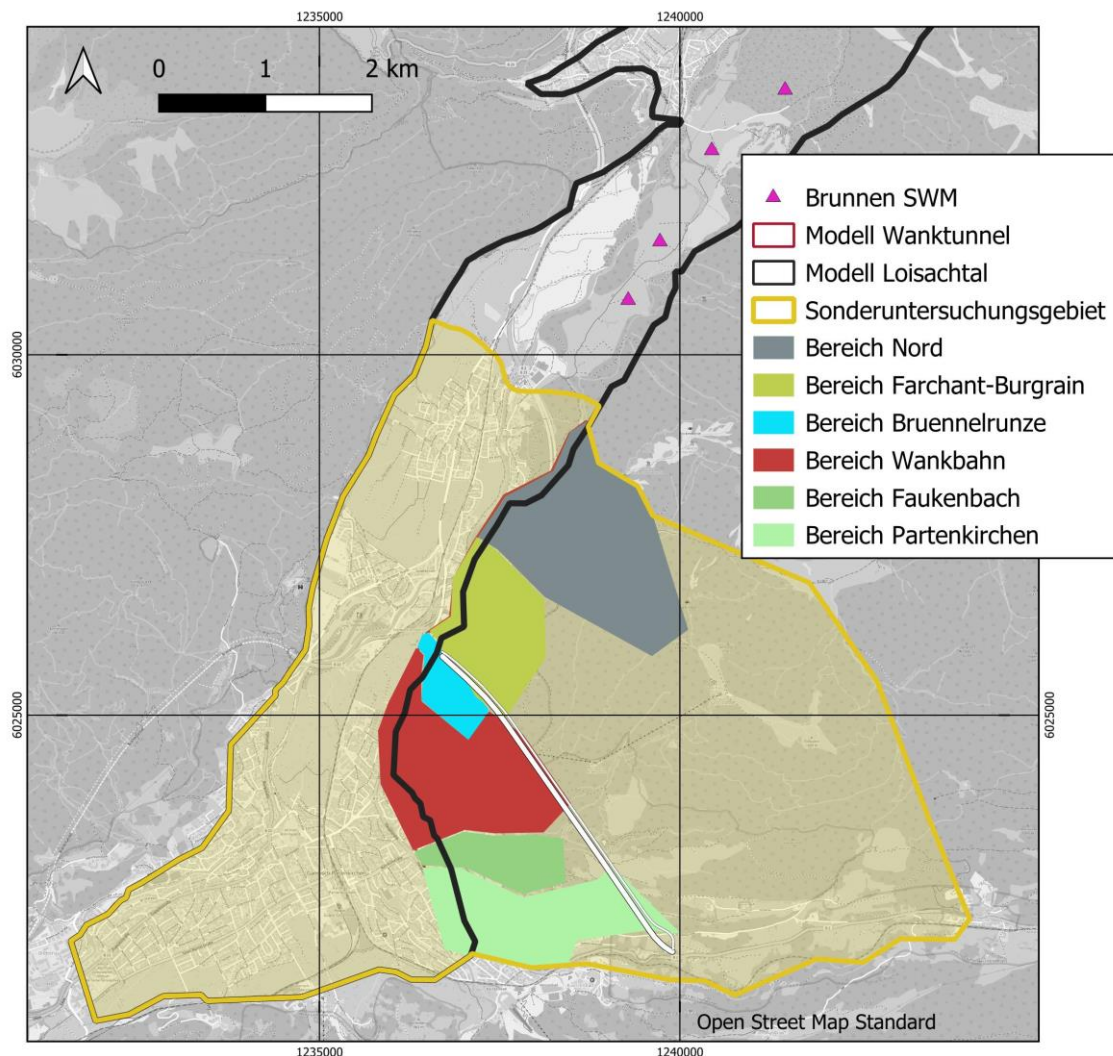 1235000
1240000
0 1 2 km
Brunnen SWM
Modell Wanktunnel
Modell Loisachtal
Sonderuntersuchungsgebiet
Bereich Nord
Bereich Farchant-Burgrain
Bereich Bruennelrunze
Bereich Wankbahn
Bereich Faukenbach
Bereich Partenkirchen
6030000
6025000
6025000
Open Street Map Standard
1235000
1240000